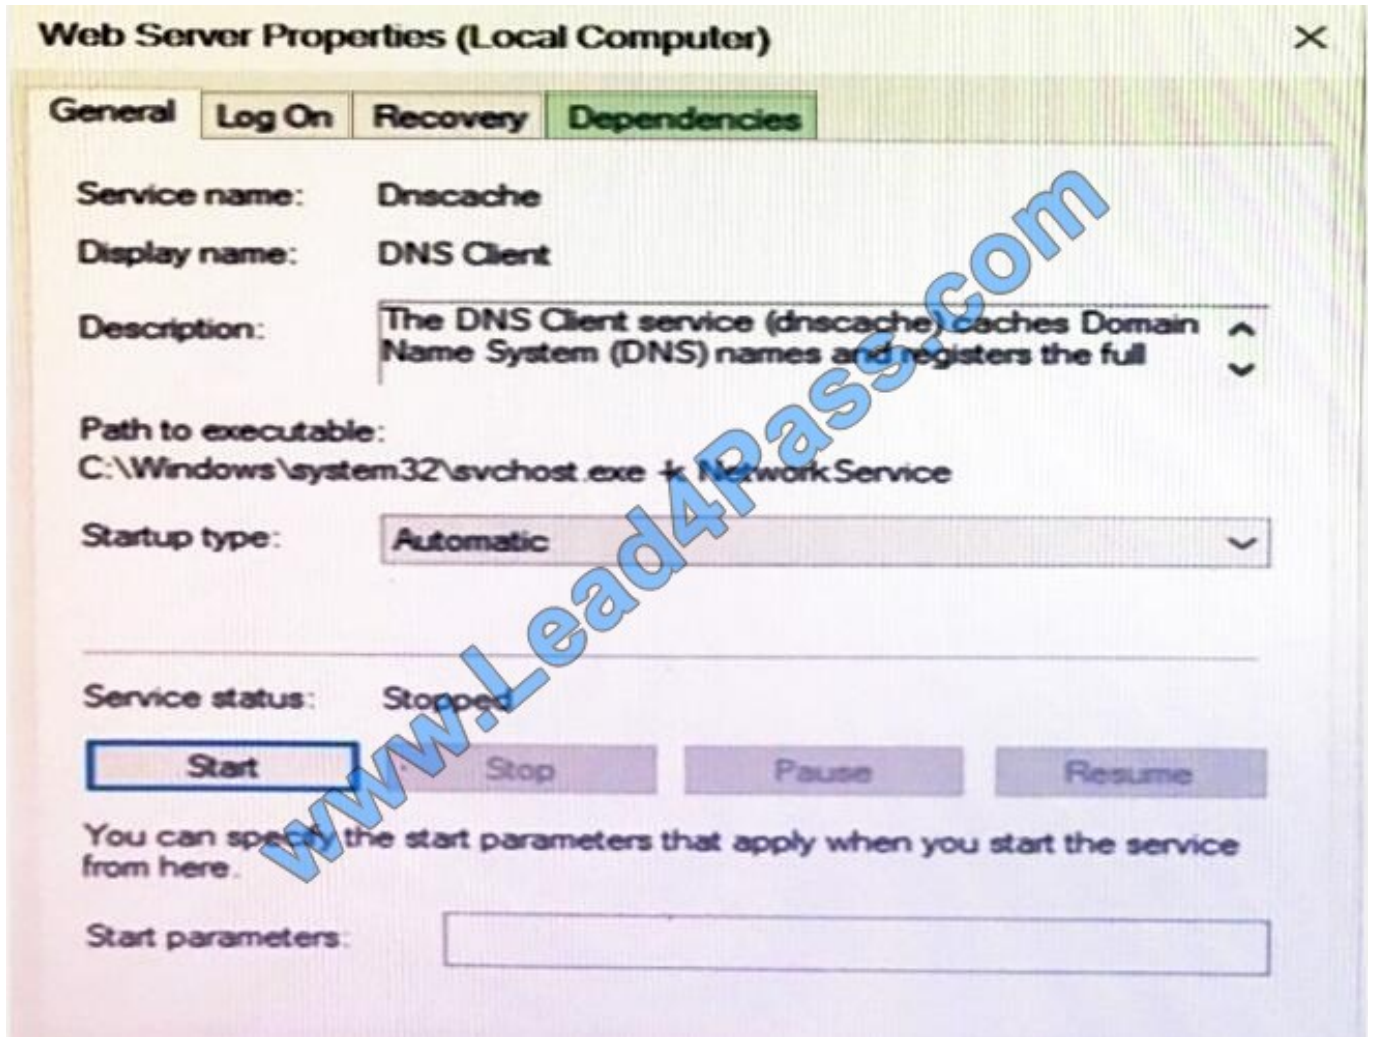 Web Server Properties (Local Computer)
General Log On Recovery Dependencies
Service name: Dnscache
Display name: DNS Client
Description: The DNS Client service (dnscache) caches Domain
Name System (DNS) names and registers the full
Path to executable:
C:\Windows\system32\svchost.exe -k NetworkService
Startup type: Automatic
Service status: Stopped
Start Stop Pause Resume
You can specify the start parameters that apply when you start the service
from here.
Start parameters:
www.Lead4Pass.com